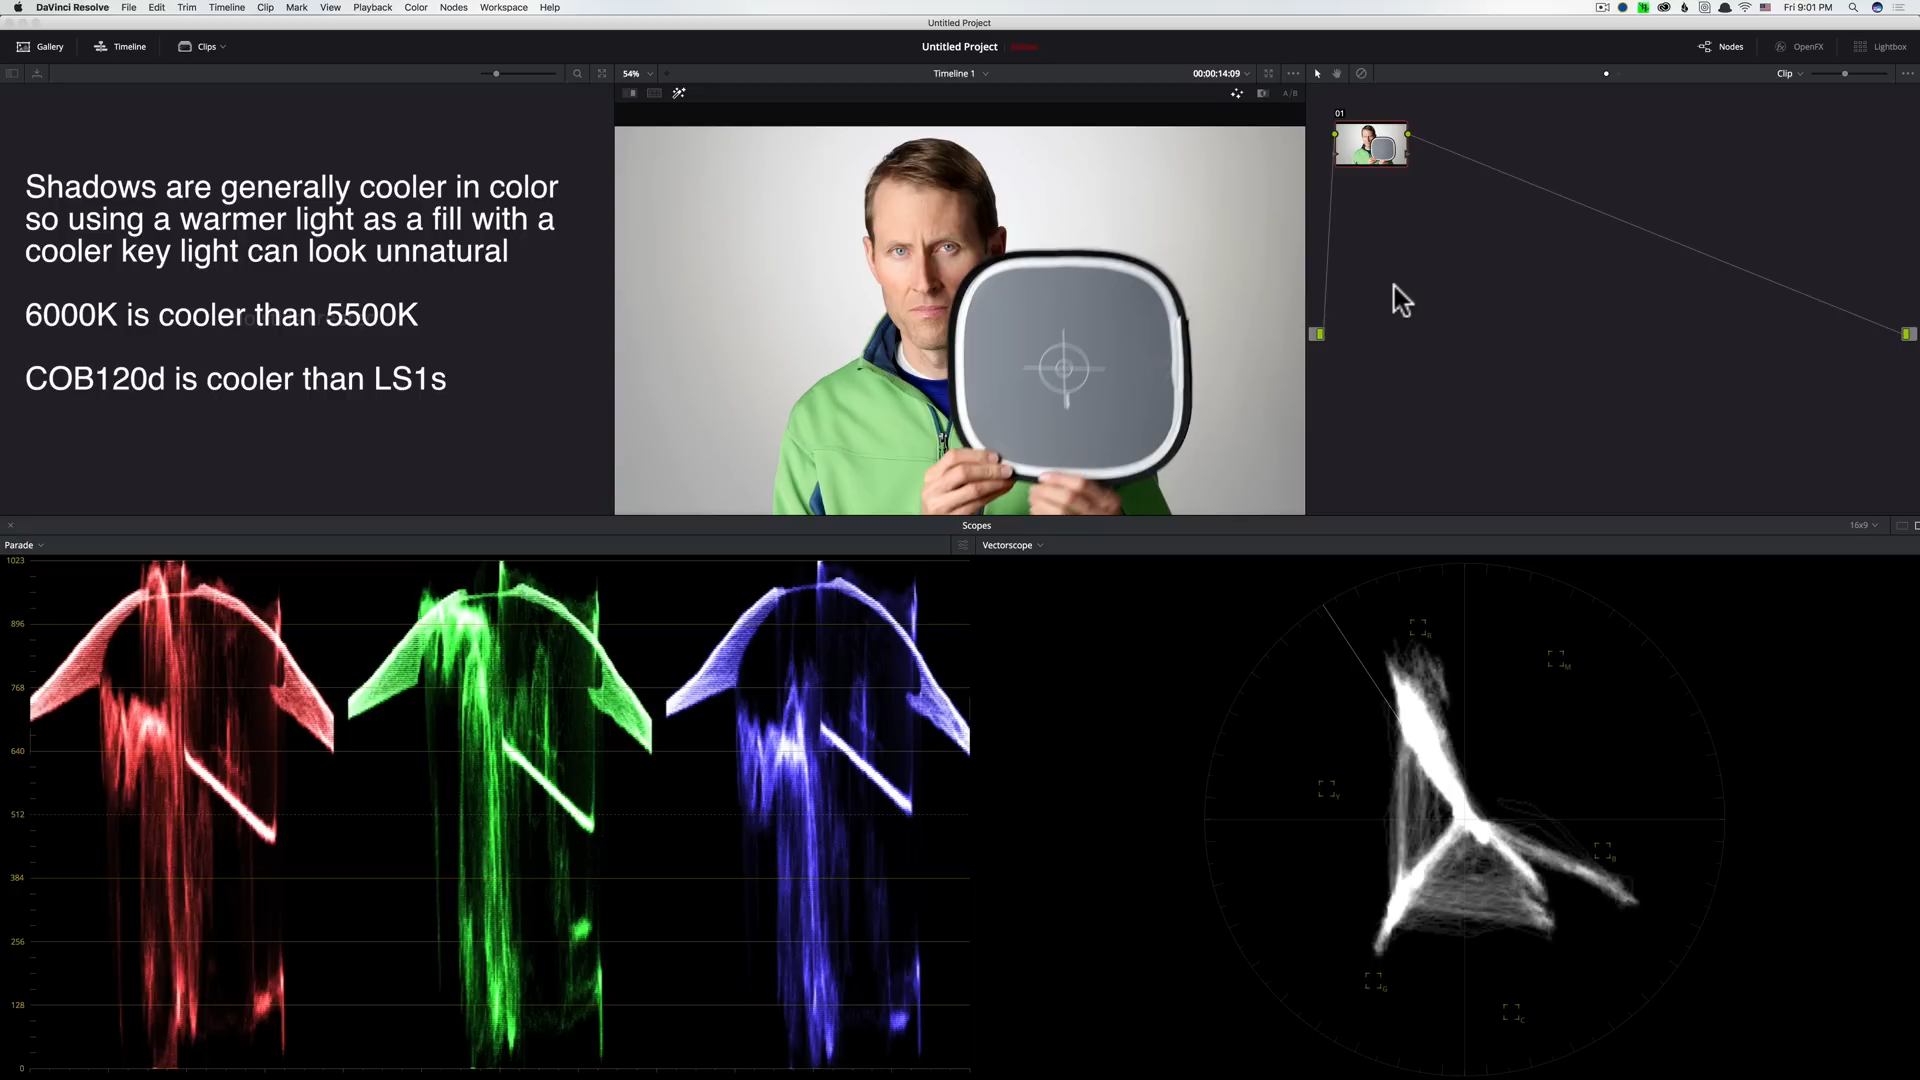 DaVinci Resolve File Edit Trim Timeline Clip Mark View Playback Color Nodes Workspace Help Fri 9:01 PM
Untitled Project
Gallery Timeline Clips Untitled Project Nodes OpenFX Lightbox
54% Timeline 1 00:00:14:09 Clip
A/B
01
Shadows are generally cooler in color
so using a warmer light as a fill with a
cooler key light can look unnatural
6000K is cooler than 5500K
COB120d is cooler than LS1s
Scopes 16x9
Parade Vectorscope
1023
896
768
640
512
384
256
128
0
R
M
Y
B
G
C